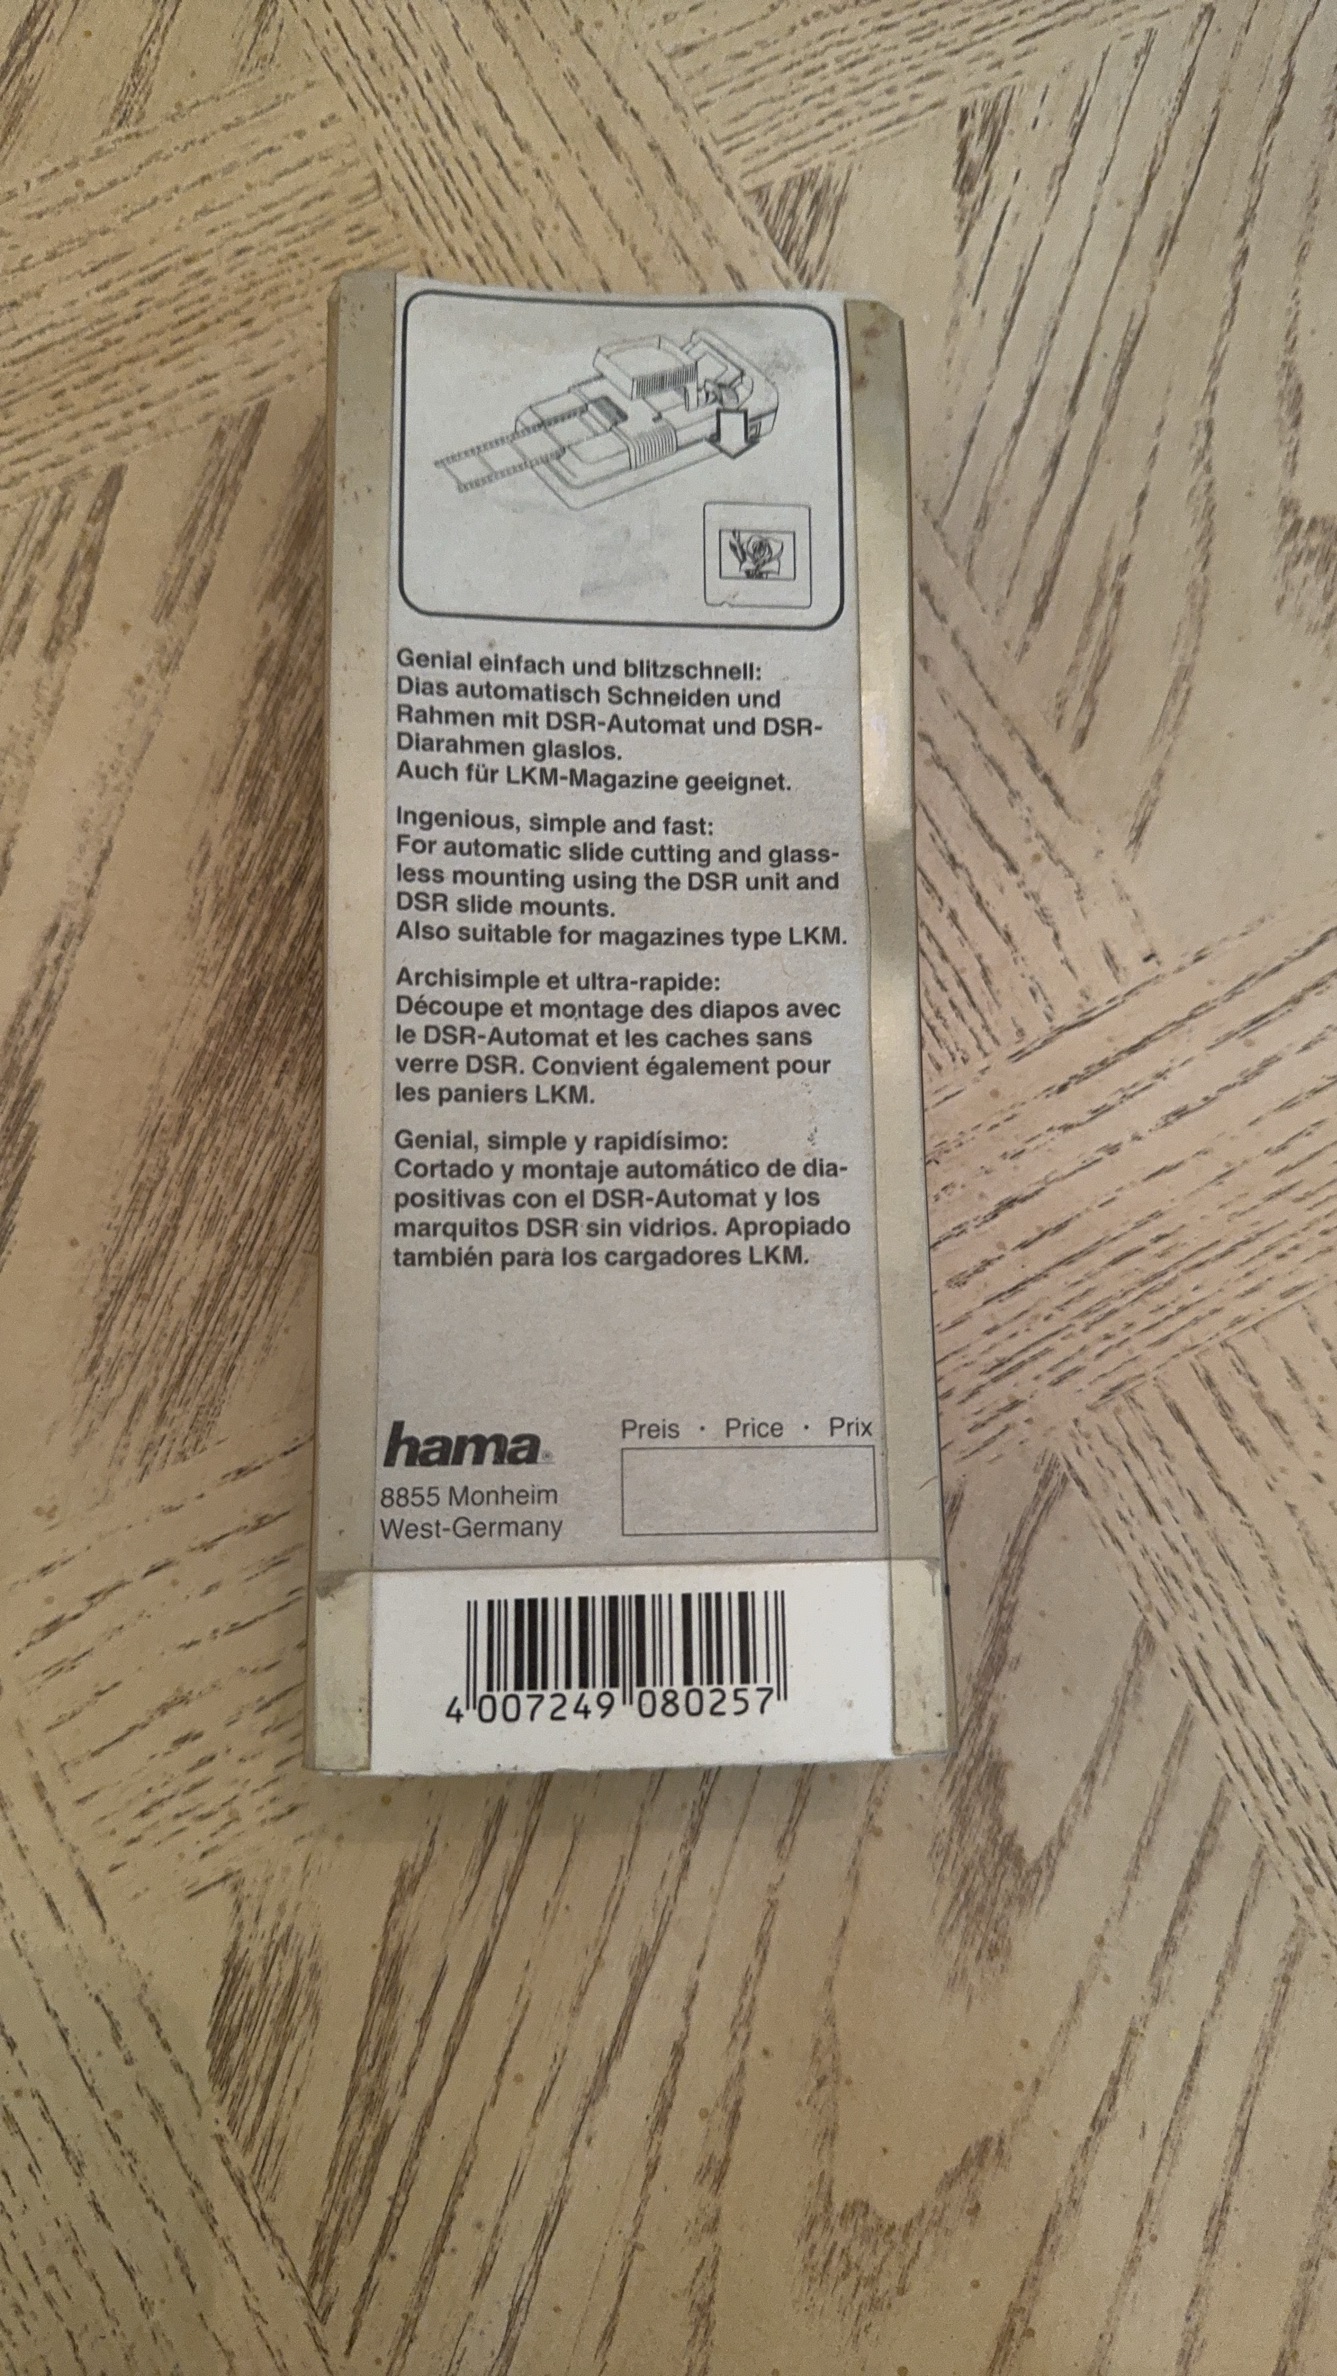 Genial einfach und blitzschnell:
Dias automatisch Schneiden und
Rahmen mit DSR-Automat und DSR-
Diarahmen glaslos.
Auch für LKM-Magazine geeignet.
Ingenious, simple and fast:
For automatic slide cutting and glass-
less mounting using the DSR unit and
DSR slide mounts.
Also suitable for magazines type LKM.
Archisimple et ultra-rapide:
Découpe et montage des diapos avec
le DSR-Automat et les caches sans
verre DSR. Convient également pour
les paniers LKM.
Genial, simple y rapidísimo:
Cortado y montaje automático de dia-
positivas con el DSR-Automat y los
marquitos DSR sin vidrios. Apropiado
también para los cargadores LKM.
hama®
8855 Monheim
West-Germany
Preis · Price · Prix
4 007249 080257